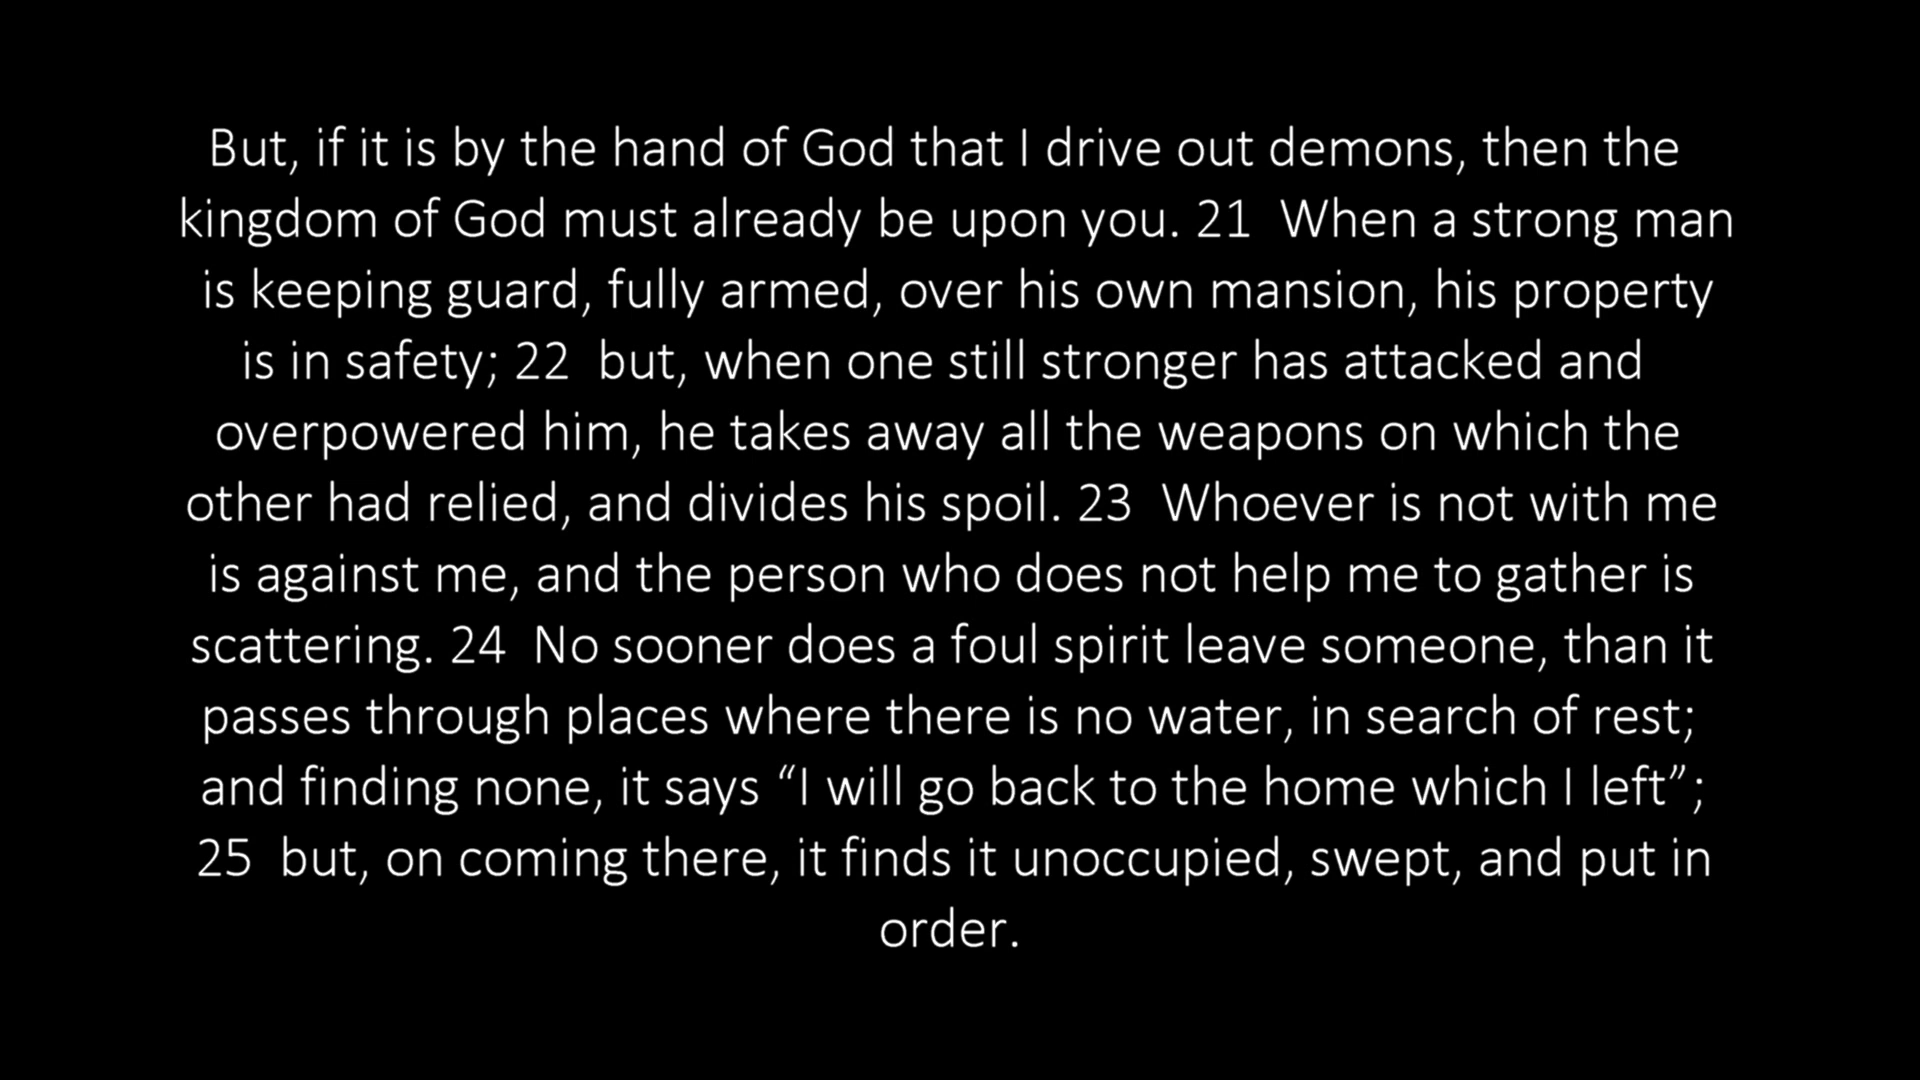 But, if it is by the hand of God that I drive out demons, then the
kingdom of God must already be upon you. 21  When a strong man
is keeping guard, fully armed, over his own mansion, his property
is in safety; 22  but, when one still stronger has attacked and
overpowered him, he takes away all the weapons on which the
other had relied, and divides his spoil. 23  Whoever is not with me
is against me, and the person who does not help me to gather is
scattering. 24  No sooner does a foul spirit leave someone, than it
passes through places where there is no water, in search of rest;
and finding none, it says “I will go back to the home which I left”;
25  but, on coming there, it finds it unoccupied, swept, and put in
order.